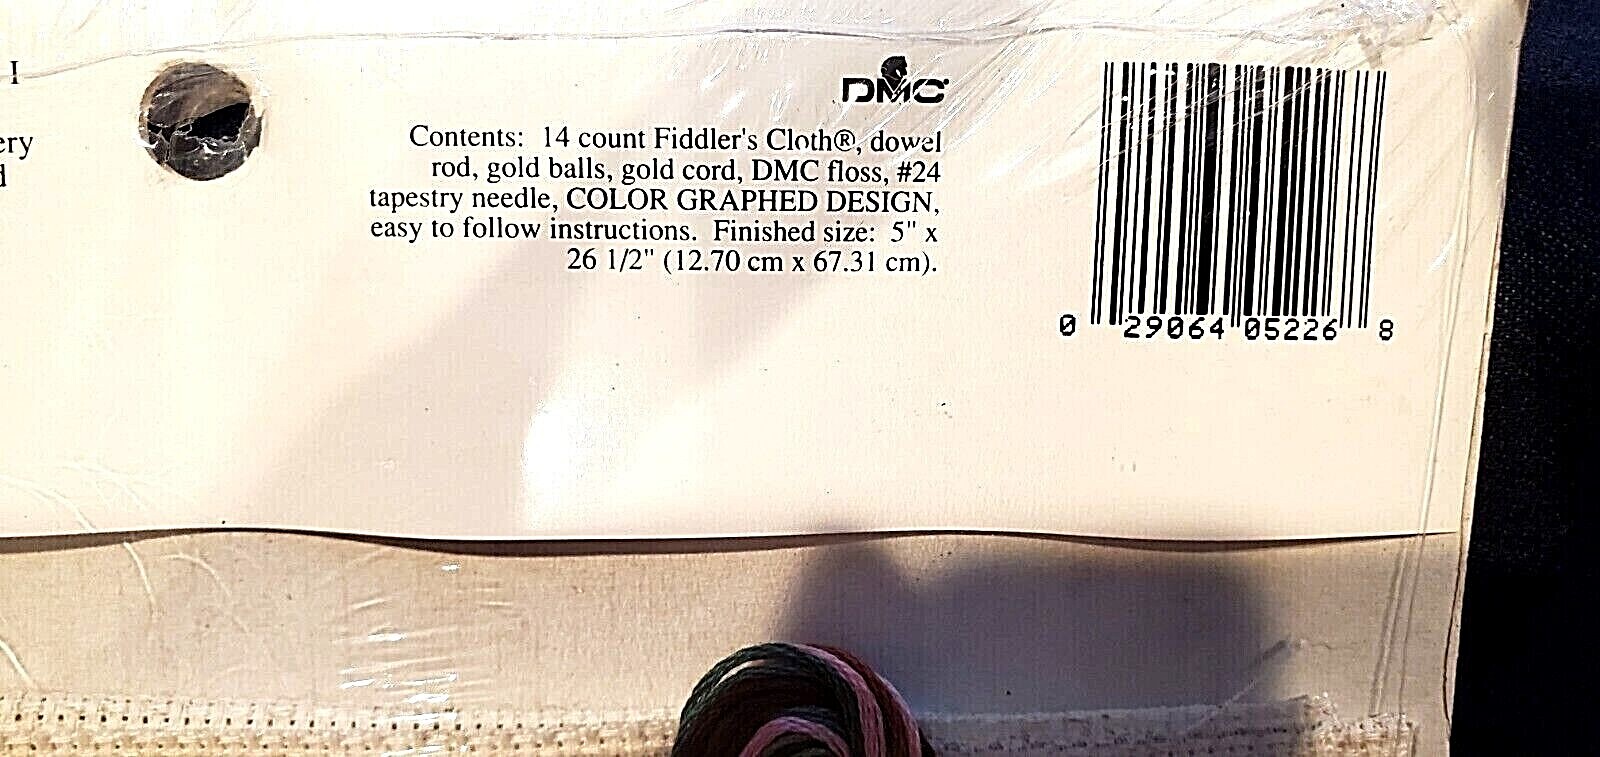 I
ery
d
DMC
Contents: 14 count Fiddler's Cloth®, dowel
rod, gold balls, gold cord, DMC floss, #24
tapestry needle, COLOR GRAPHED DESIGN,
easy to follow instructions. Finished size: 5" x
26 1/2" (12.70 cm x 67.31 cm).
0 29064 05226 8